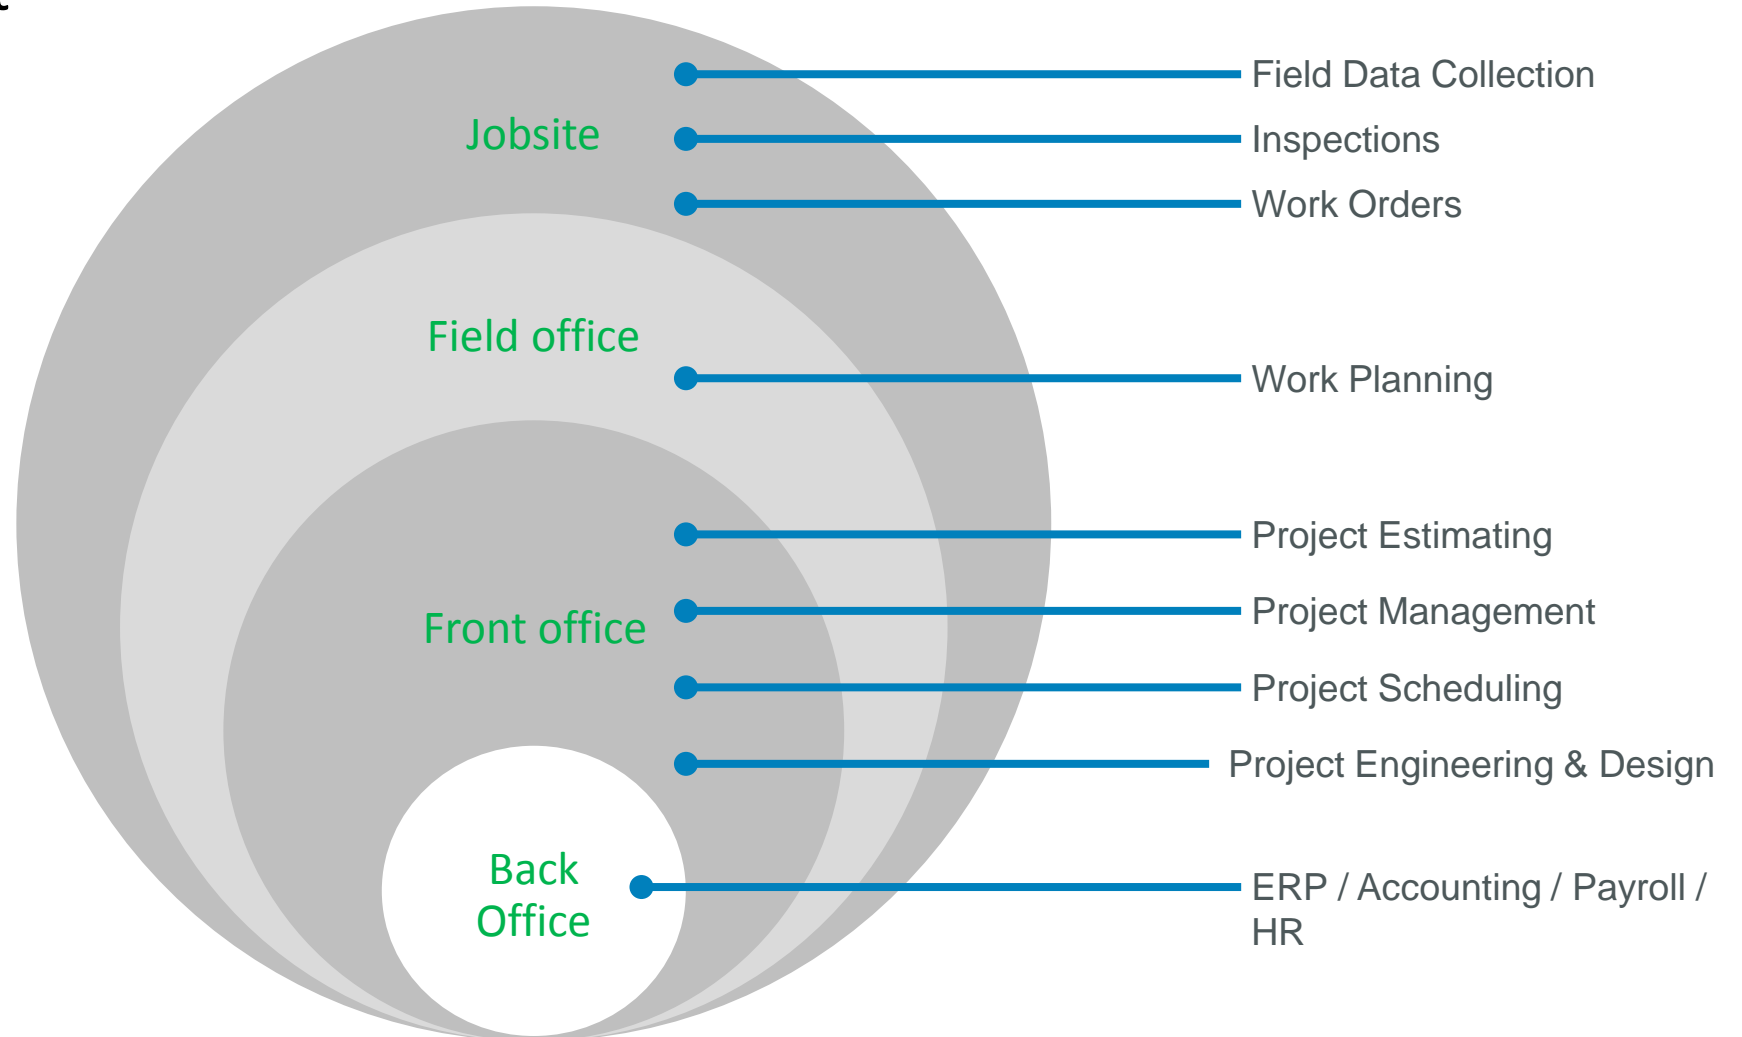 Jobsite
Field Data Collection
Inspections
Work Orders
Field office
Work Planning
Front office
Project Estimating
Project Management
Project Scheduling
Project Engineering & Design
Back
Office
ERP / Accounting / Payroll /
HR